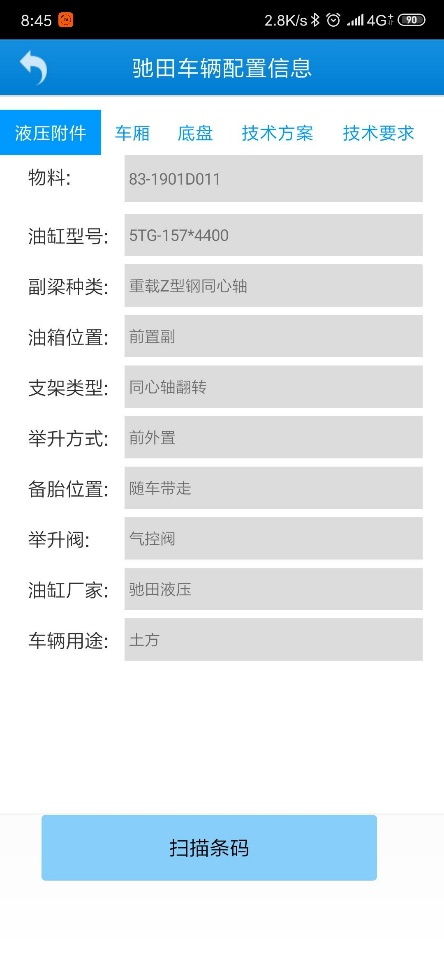 8:45 2.8K/s 4G 90
驰田车辆配置信息
液压附件 车厢 底盘 技术方案 技术要求
物料: 83-1901D011
油缸型号: 5TG-157*4400
副梁种类: 重载Z型钢同心轴
油箱位置: 前置副
支架类型: 同心轴翻转
举升方式: 前外置
备胎位置: 随车带走
举升阀: 气控阀
油缸厂家: 驰田液压
车辆用途: 土方
扫描条码